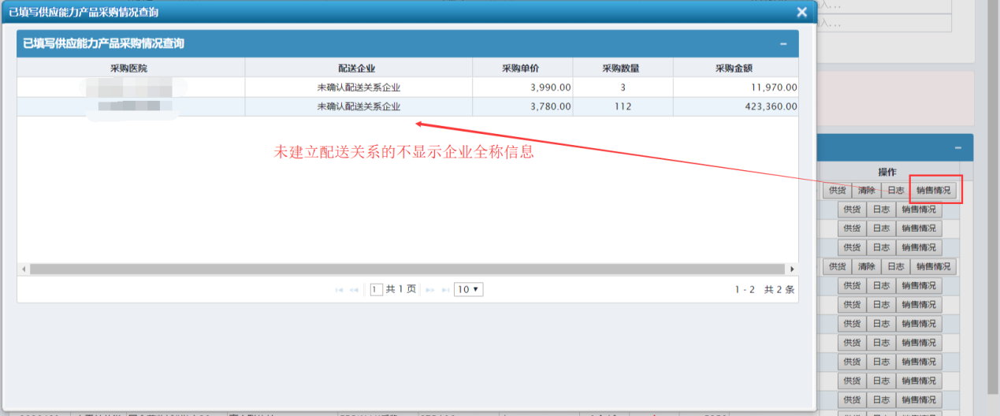 已填写供应能力产品采购情况查询
已填写供应能力产品采购情况查询
采购医院 配送企业 采购单价 采购数量 采购金额
未确认配送关系企业 3,990.00 3 11,970.00
未确认配送关系企业 3,780.00 112 423,360.00
未建立配送关系的不显示企业全称信息
1 共 1 页 10 1 - 2 共 2 条
操作
供货 清除 日志 销售情况
供货 日志 销售情况
供货 日志 销售情况
供货 日志 销售情况
供货 清除 日志 销售情况
供货 日志 销售情况
供货 日志 销售情况
供货 日志 销售情况
供货 日志 销售情况
供货 日志 销售情况
供货 日志 销售情况
供货 日志 销售情况